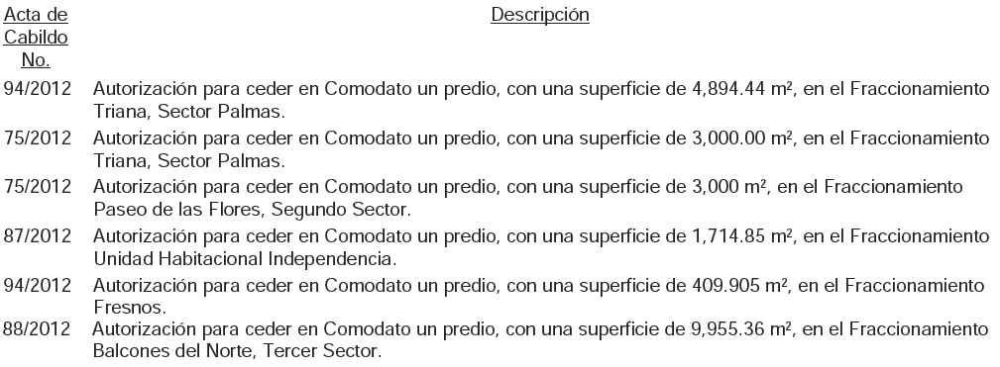 Acta de
Cabildo
No.
Descripción
94/2012 Autorización para ceder en Comodato un predio, con una superficie de 4,894.44 m², en el Fraccionamiento
Triana, Sector Palmas.
75/2012 Autorización para ceder en Comodato un predio, con una superficie de 3,000.00 m², en el Fraccionamiento
Triana, Sector Palmas.
75/2012 Autorización para ceder en Comodato un predio, con una superficie de 3,000 m², en el Fraccionamiento
Paseo de las Flores, Segundo Sector.
87/2012 Autorización para ceder en Comodato un predio, con una superficie de 1,714.85 m², en el Fraccionamiento
Unidad Habitacional Independencia.
94/2012 Autorización para ceder en Comodato un predio, con una superficie de 409.905 m², en el Fraccionamiento
Fresnos.
88/2012 Autorización para ceder en Comodato un predio, con una superficie de 9,955.36 m², en el Fraccionamiento
Balcones del Norte, Tercer Sector.